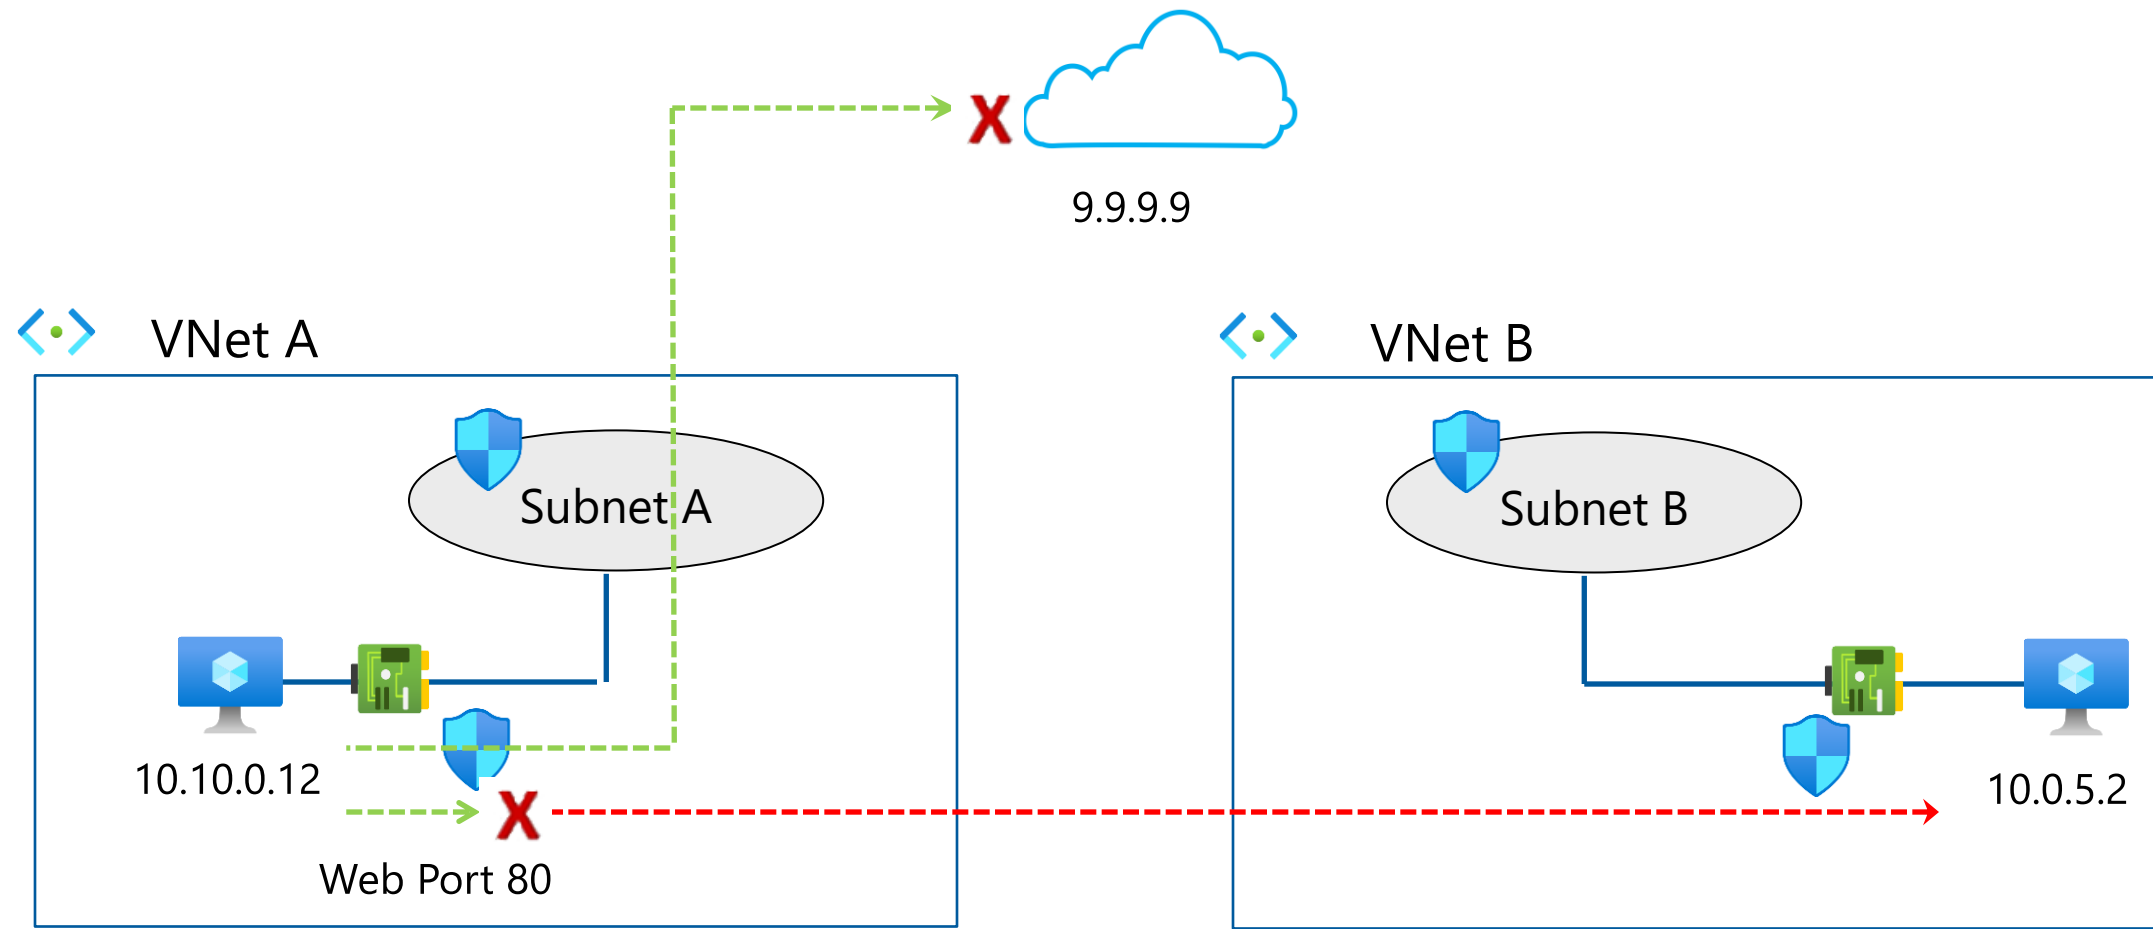 9.9.9.9
VNet A
VNet B
Subnet A
Subnet B
10.10.0.12
10.0.5.2
Web Port 80